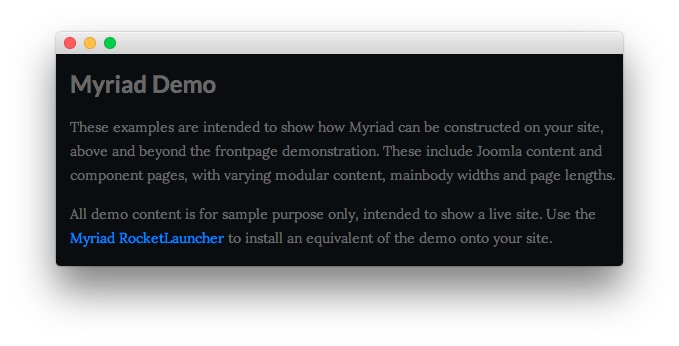 Myriad Demo
These examples are intended to show how Myriad can be constructed on your site,
above and beyond the frontpage demonstration. These include Joomla content and
component pages, with varying modular content, mainbody widths and page lengths.
All demo content is for sample purpose only, intended to show a live site. Use the
Myriad RocketLauncher to install an equivalent of the demo onto your site.